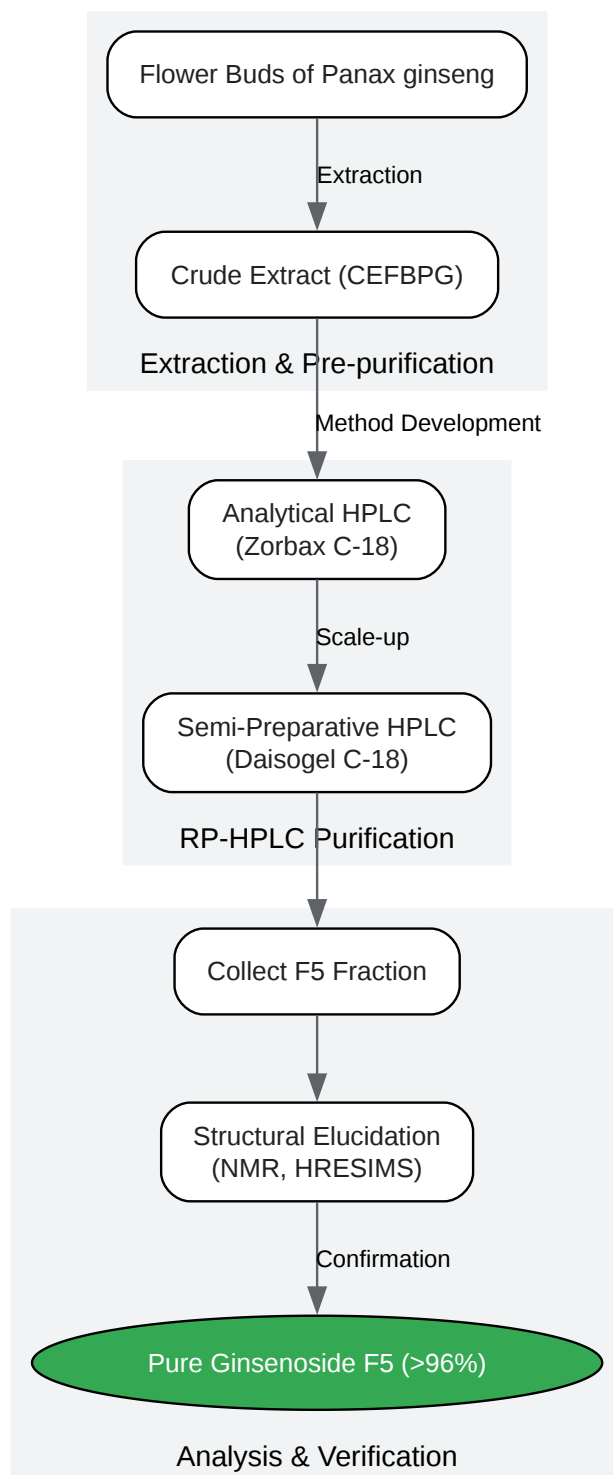 Flower Buds of Panax ginseng
Extraction
Crude Extract (CEFBPG)
Extraction & Pre-purification
Method Development
Analytical HPLC
(Zorbax C-18)
Scale-up
Semi-Preparative HPLC
(Daisogel C-18)
RP-HPLC Purification
Collect F5 Fraction
Structural Elucidation
(NMR, HRESIMS)
Confirmation
Pure Ginsenoside F5 (>96%)
Analysis & Verification